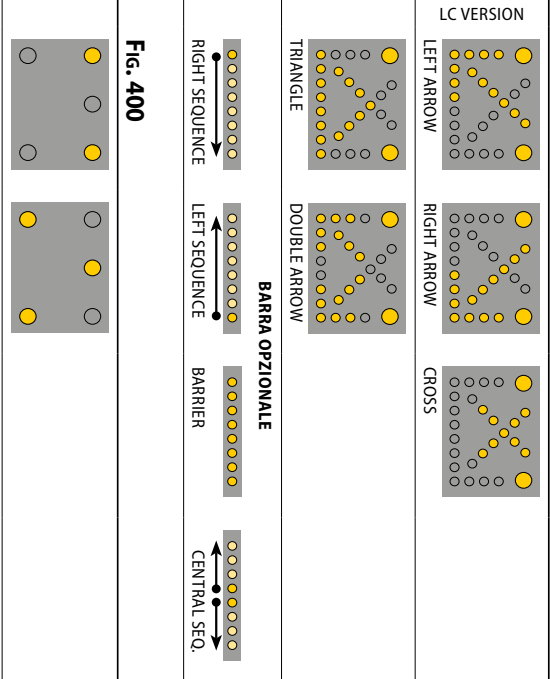 LC VERSION
LEFT ARROW
RIGHT ARROW
CROSS
TRIANGLE
DOUBLE ARROW
BARRA OPZIONALE
RIGHT SEQUENCE
LEFT SEQUENCE
BARRIER
CENTRAL SEQ.
FIG. 400